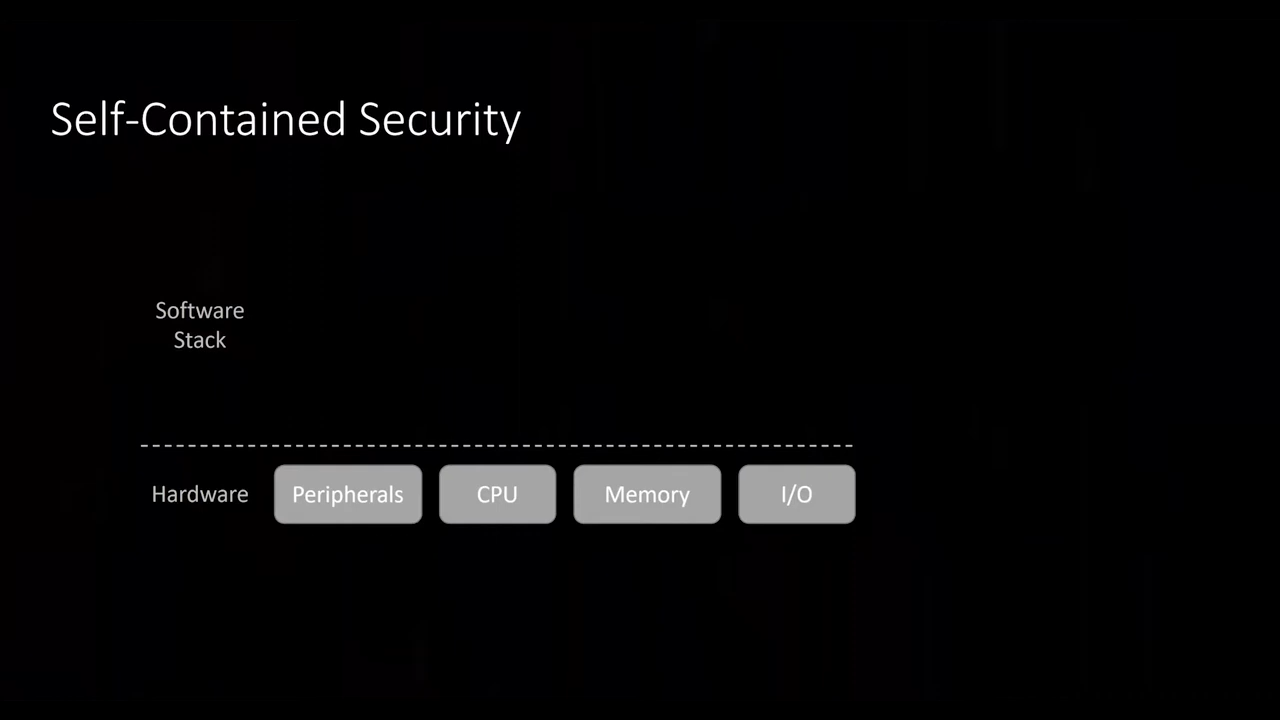 Self-Contained Security
Software
Stack
Hardware
Peripherals
CPU
Memory
I/O